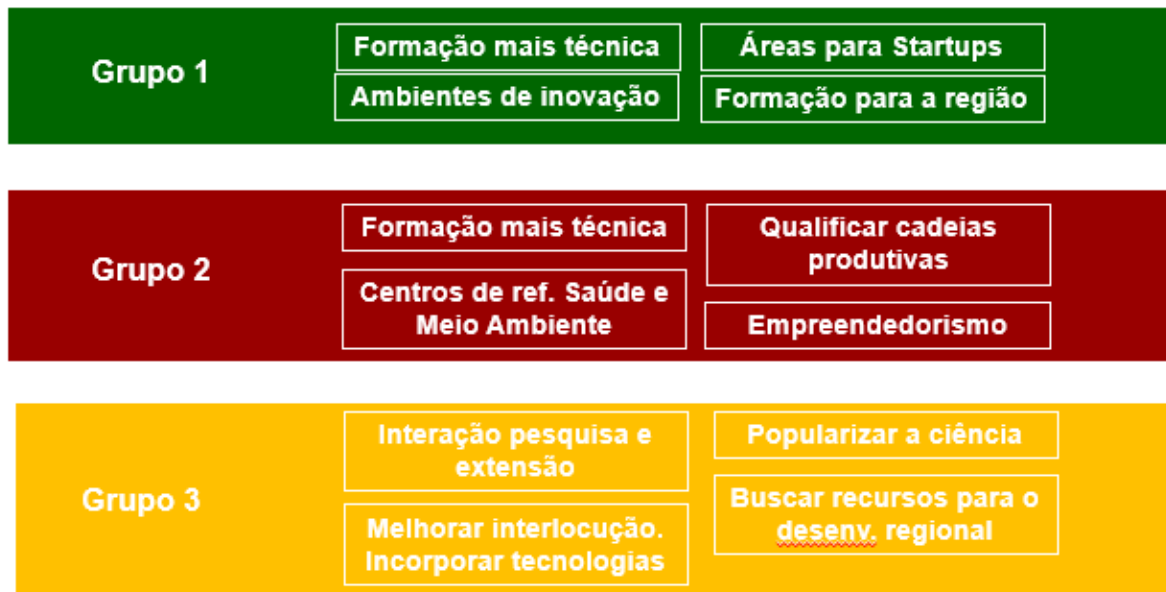 Grupo 1
Formação mais técnica
Áreas para Startups
Ambientes de inovação
Formação para a região
Grupo 2
Formação mais técnica
Qualificar cadeias
produtivas
Centros de ref. Saúde e
Meio Ambiente
Empreendedorismo
Grupo 3
Interação pesquisa e
extensão
Popularizar a ciência
Melhorar interlocução.
Incorporar tecnologias
Buscar recursos para o
desenv. regional